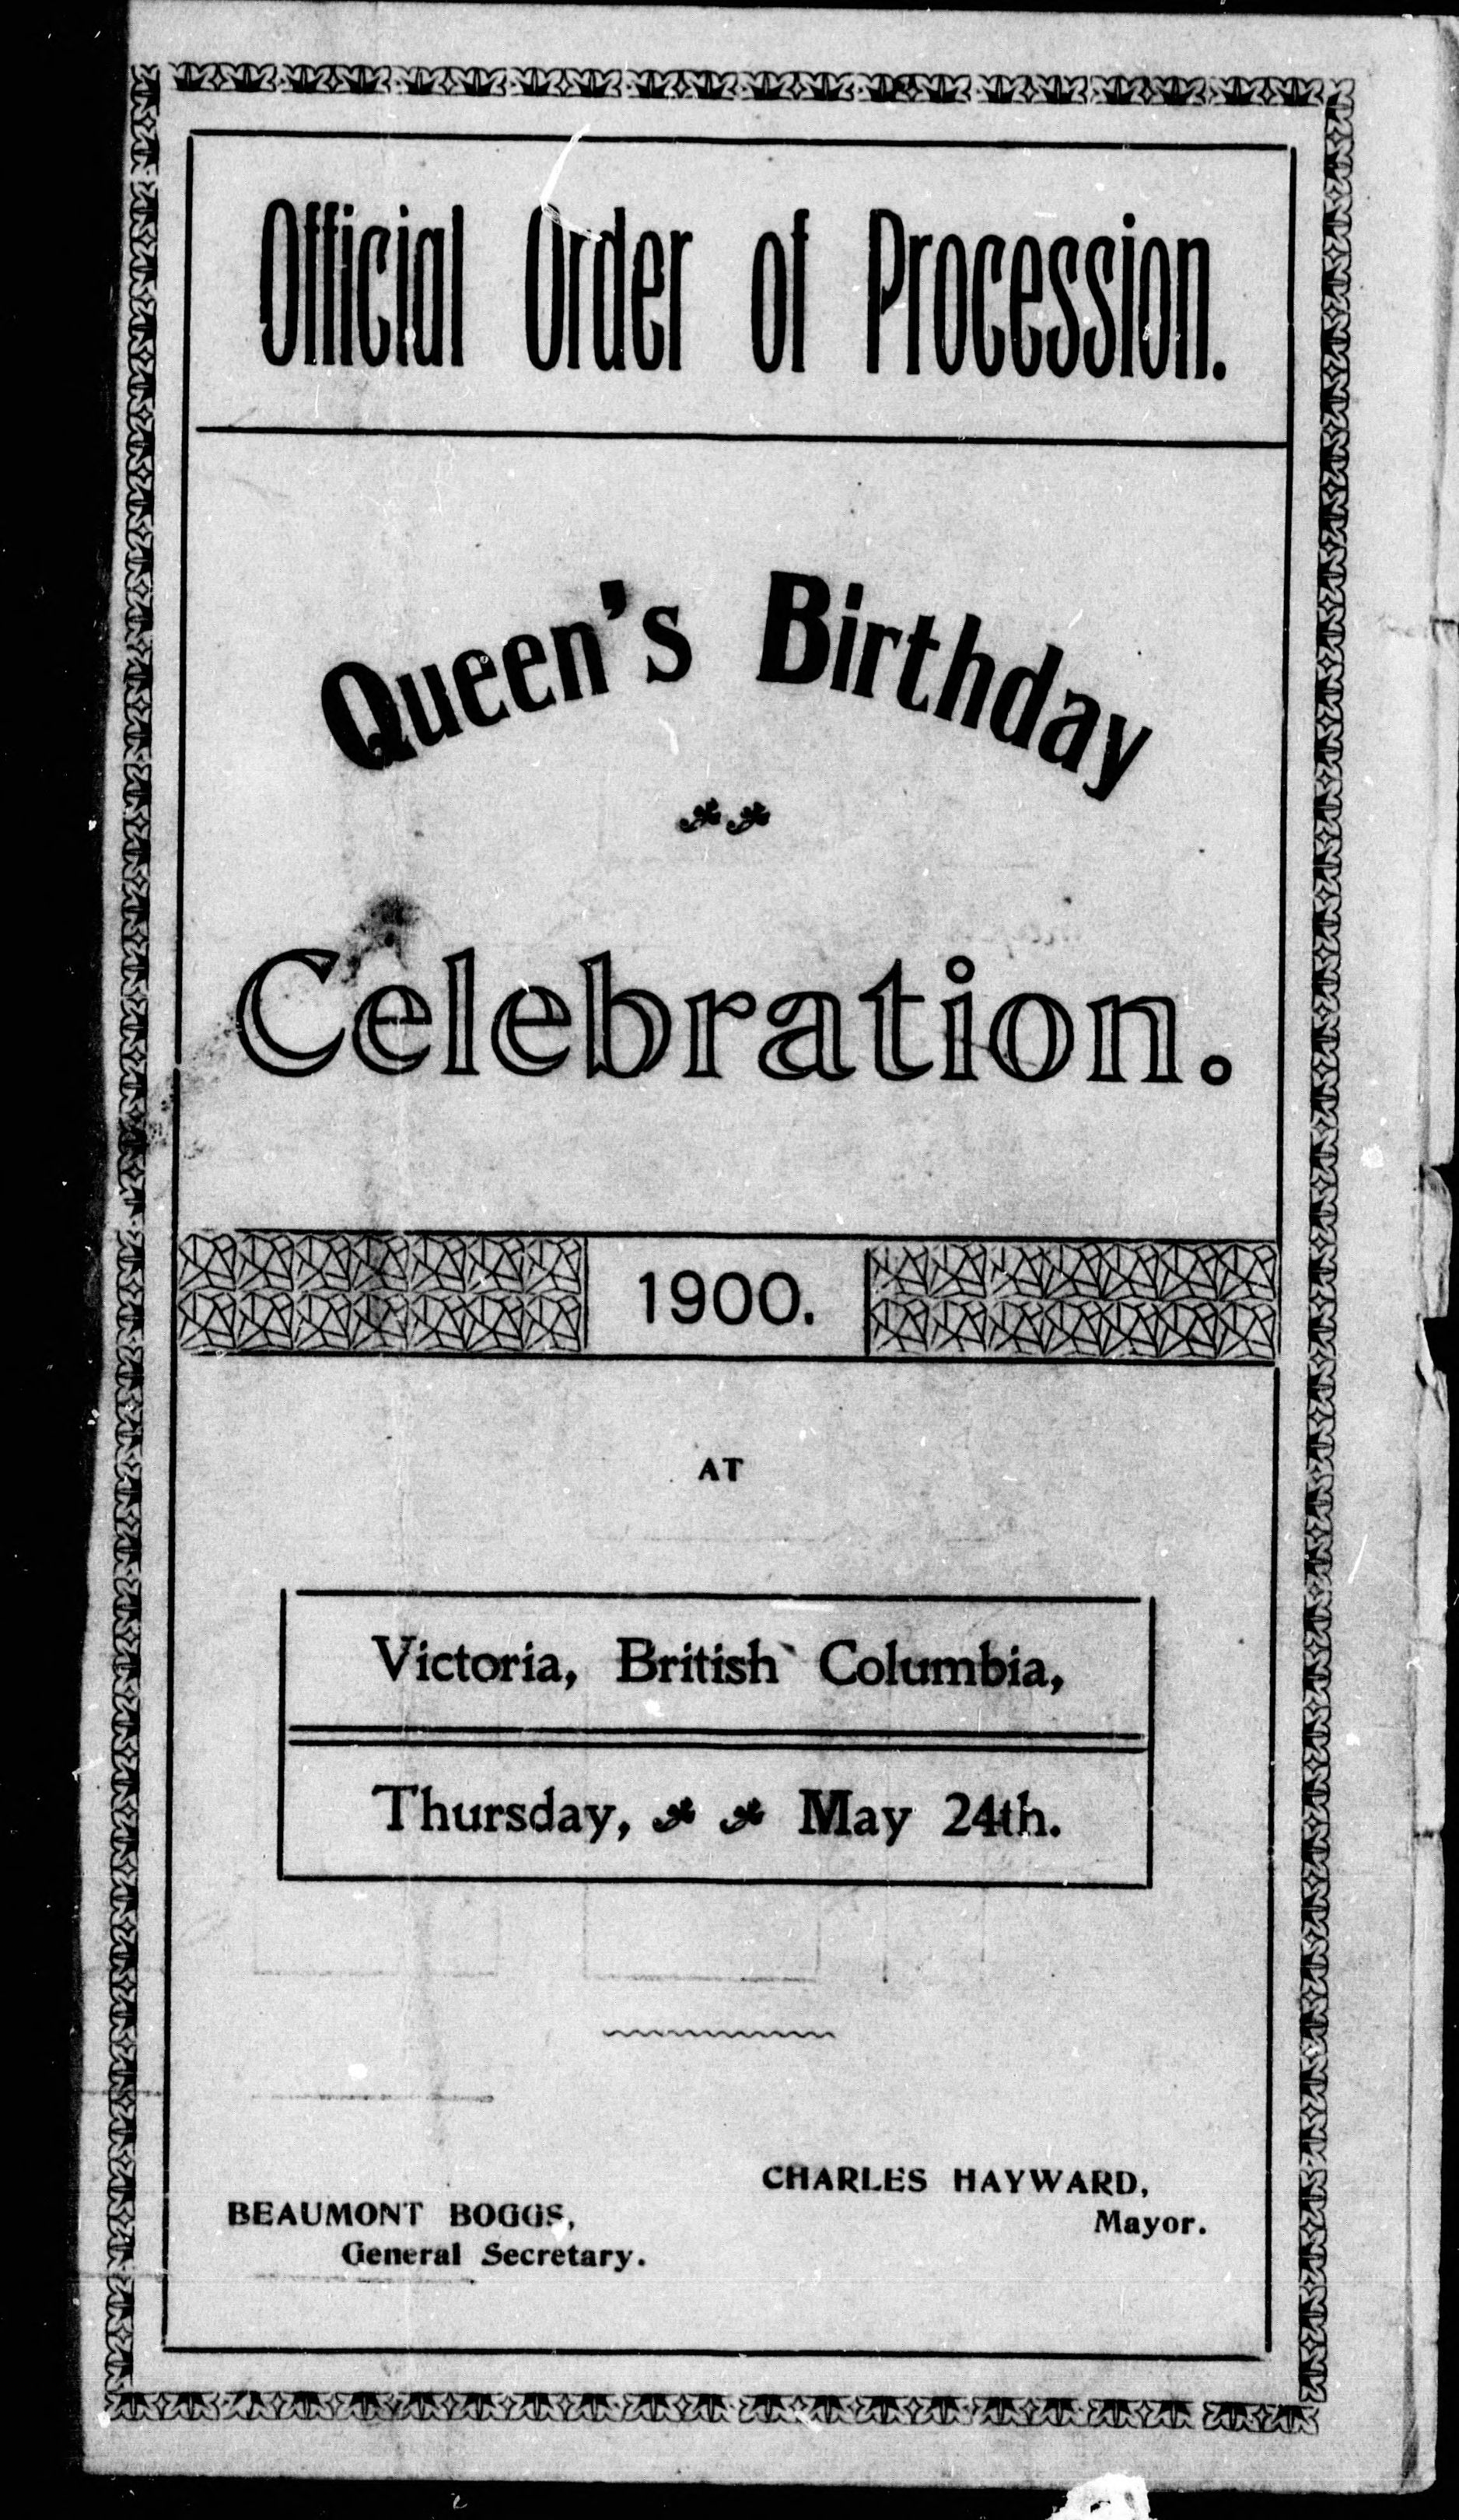 Official Order of Procession.
Queen's Birthday
Celebration.
1900.
AT
Victoria, British Columbia,
Thursday, May 24th.
CHARLES HAYWARD,
Mayor.
BEAUMONT BOGGS,
General Secretary.